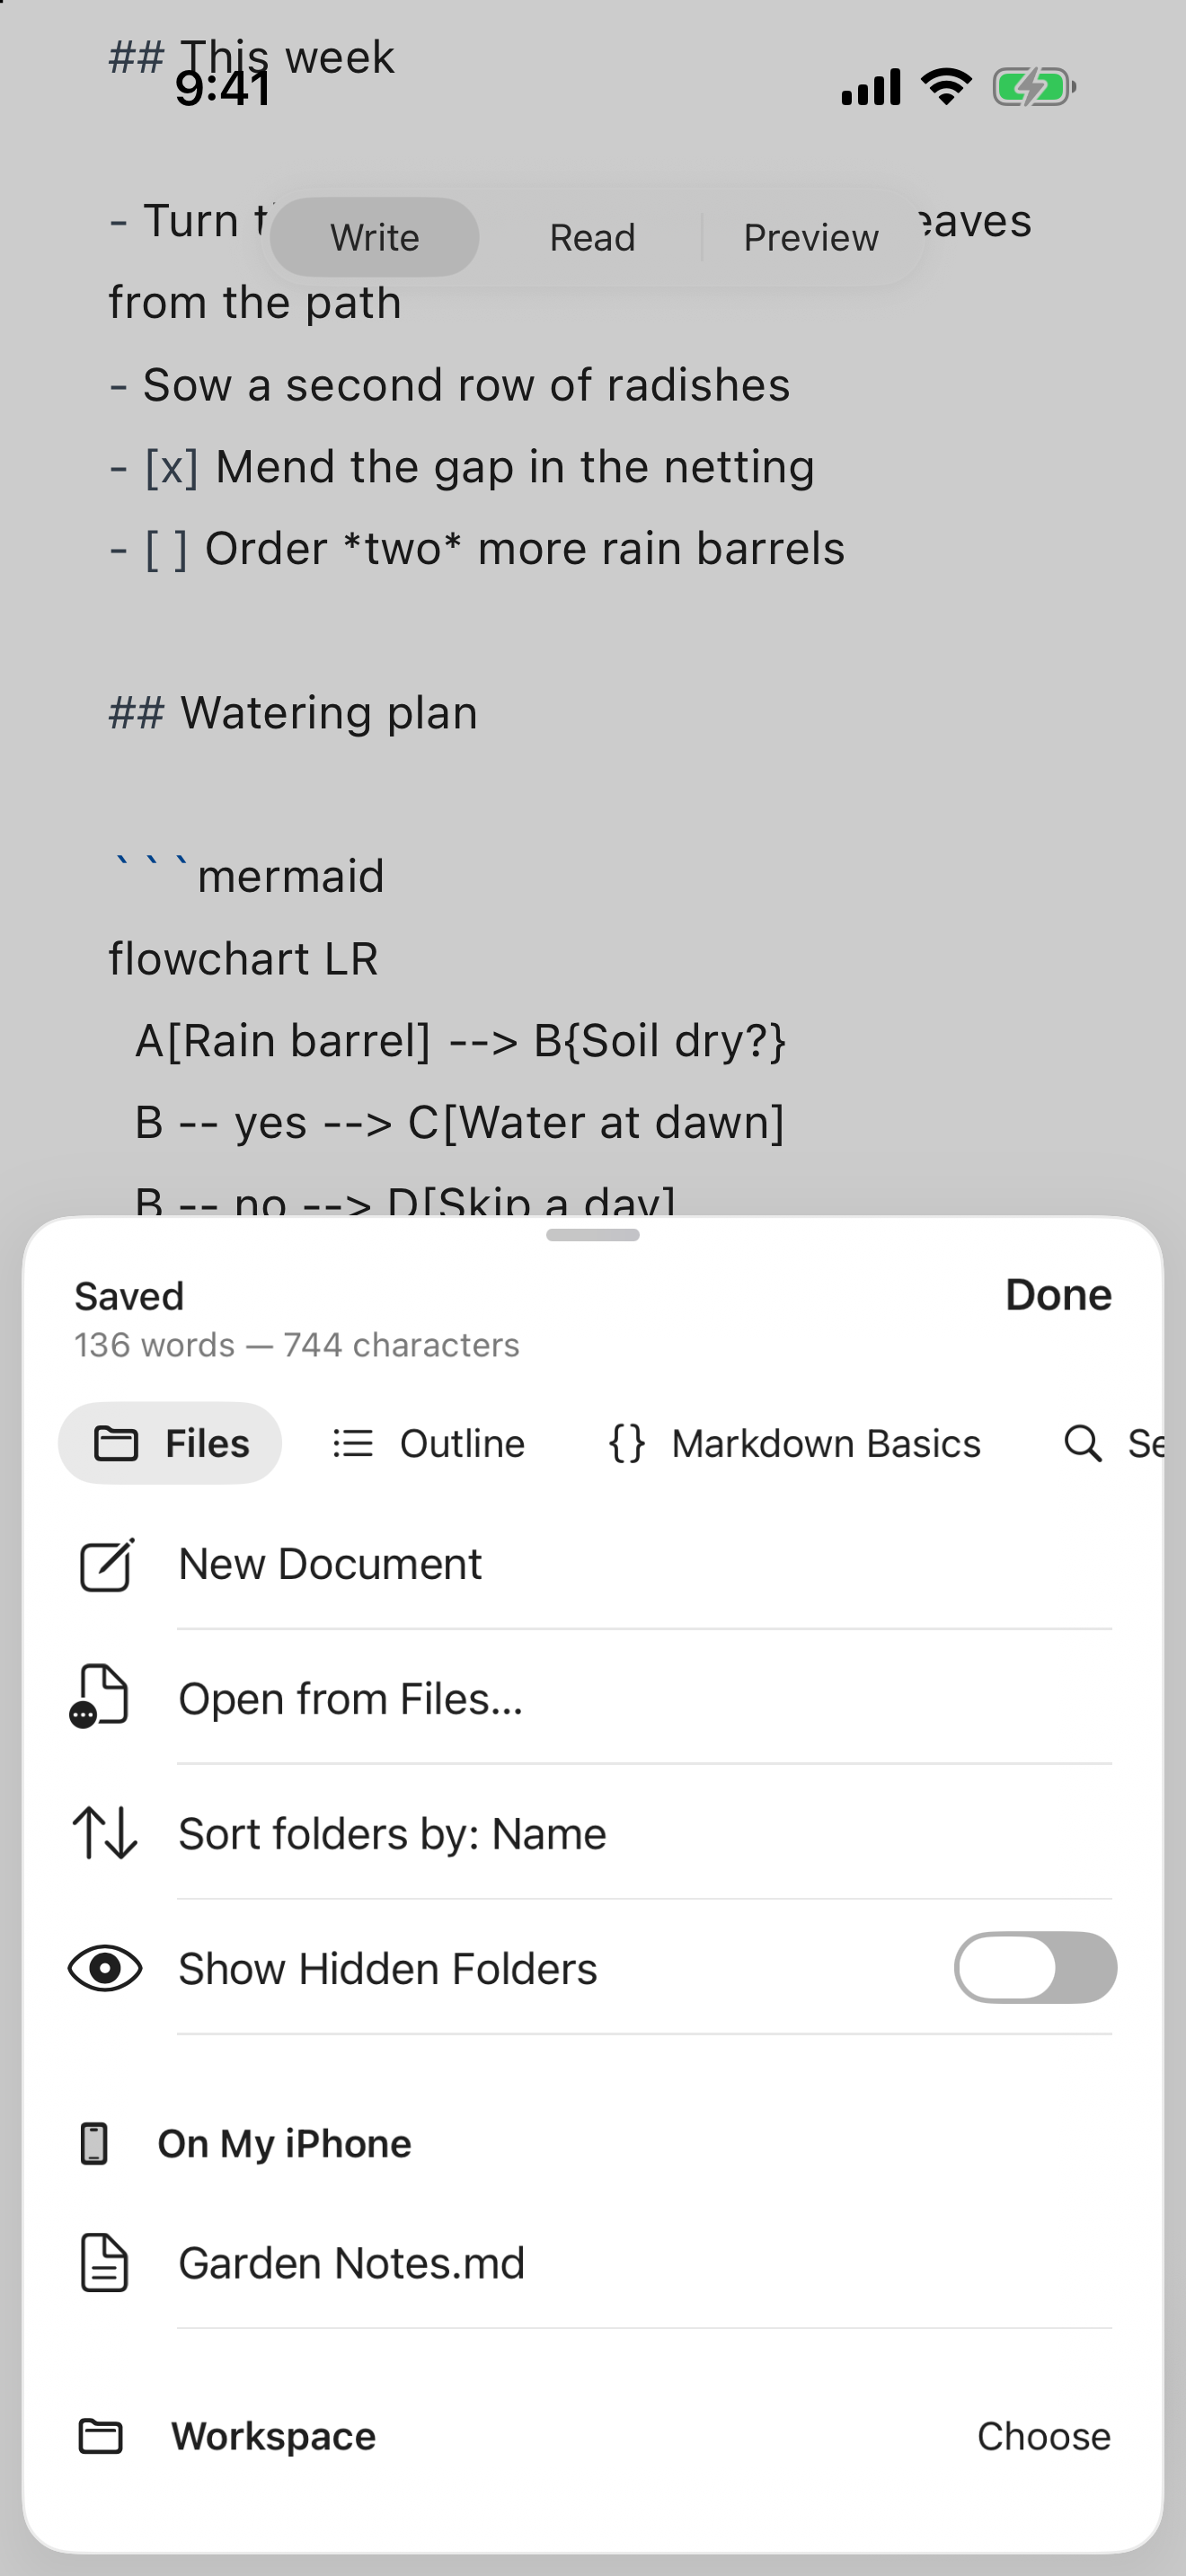 ## This week
9:41
- Turn
Write
Read
Preview
from the path
- Sow a second row of radishes
- [x] Mend the gap in the netting
- [ ] Order *two* more rain barrels
## Watering plan
```mermaid
flowchart LR
A[Rain barrel] --> B{Soil dry?}
B -- yes --> C[Water at dawn]
B -- no --> D[Skip a day]
Saved
Done
136 words — 744 characters
Files
Outline
{} Markdown Basics
New Document
Open from Files...
Sort folders by: Name
Show Hidden Folders
On My iPhone
Garden Notes.md
Workspace
Choose